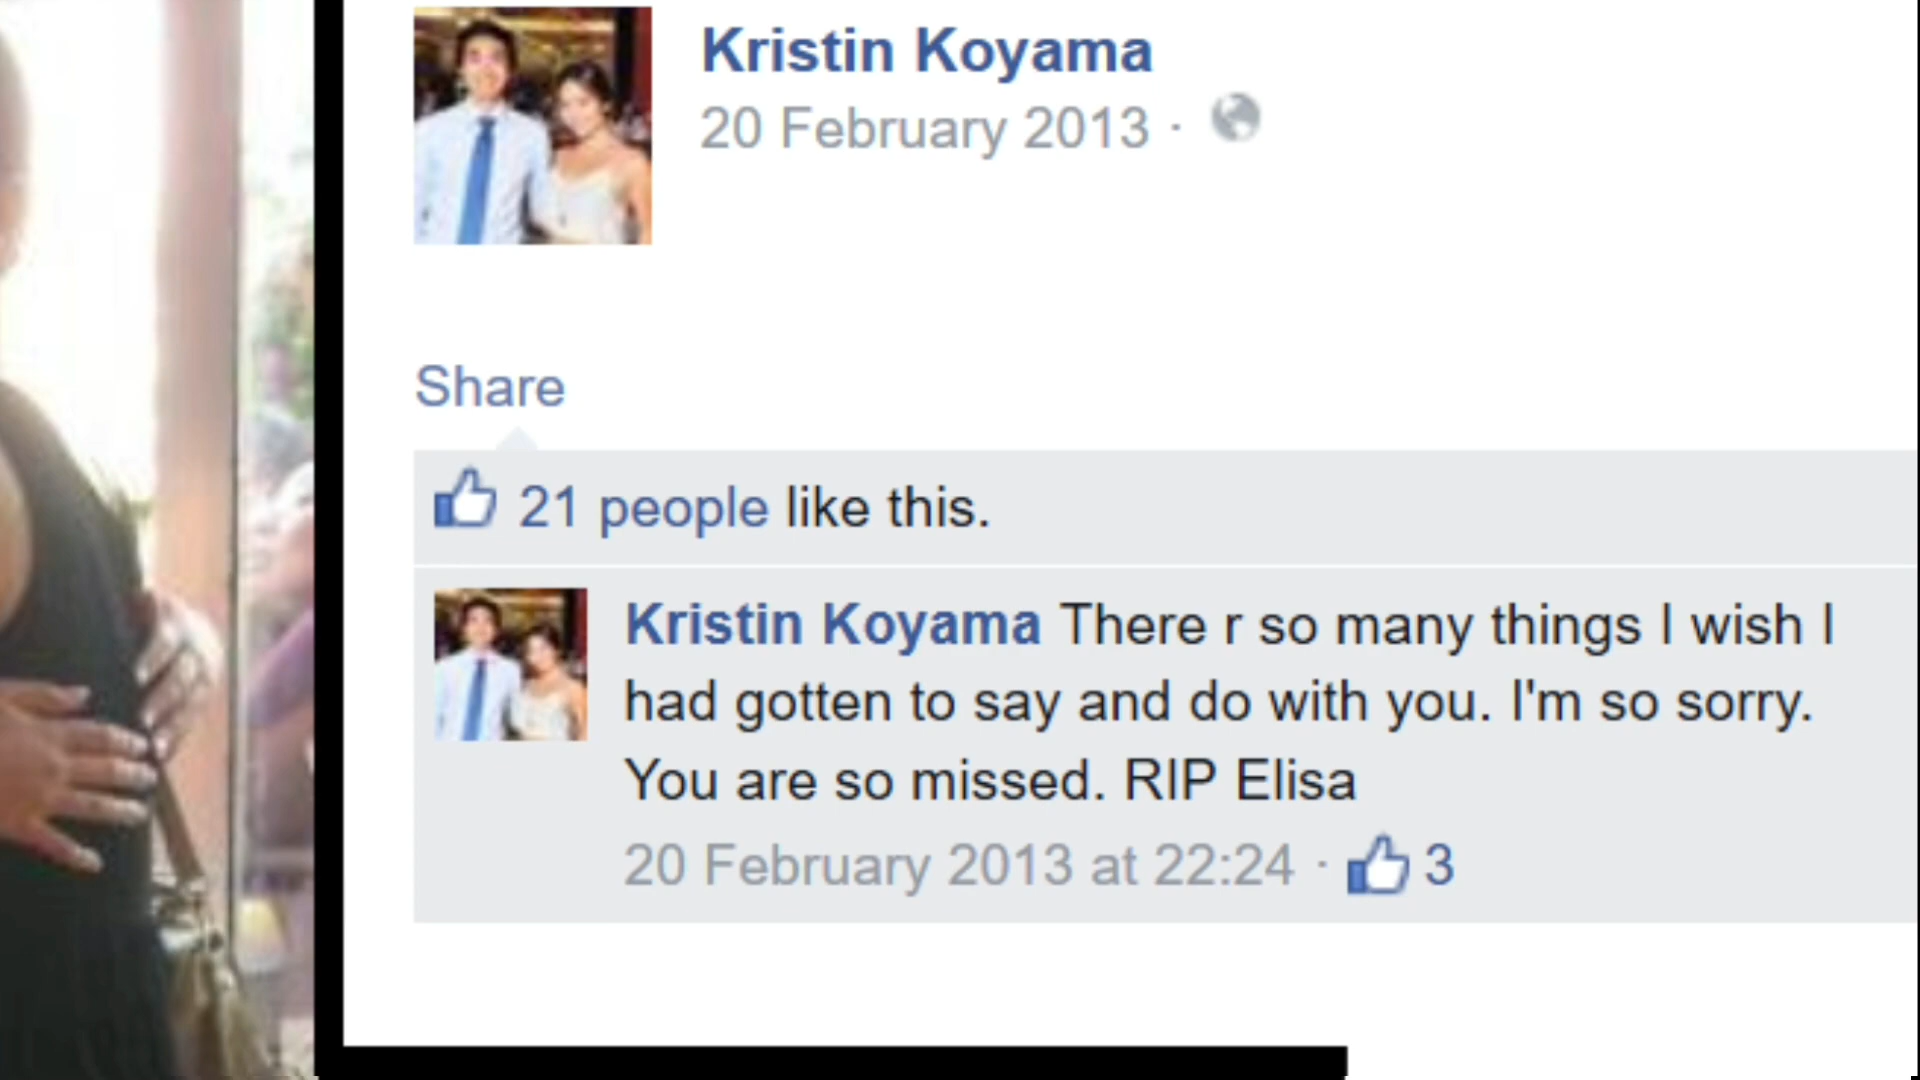 Kristin Koyama
20 February 2013 ·
Share
21 people like this.
Kristin Koyama There r so many things I wish I
had gotten to say and do with you. I'm so sorry.
You are so missed. RIP Elisa
20 February 2013 at 22:24 · 3